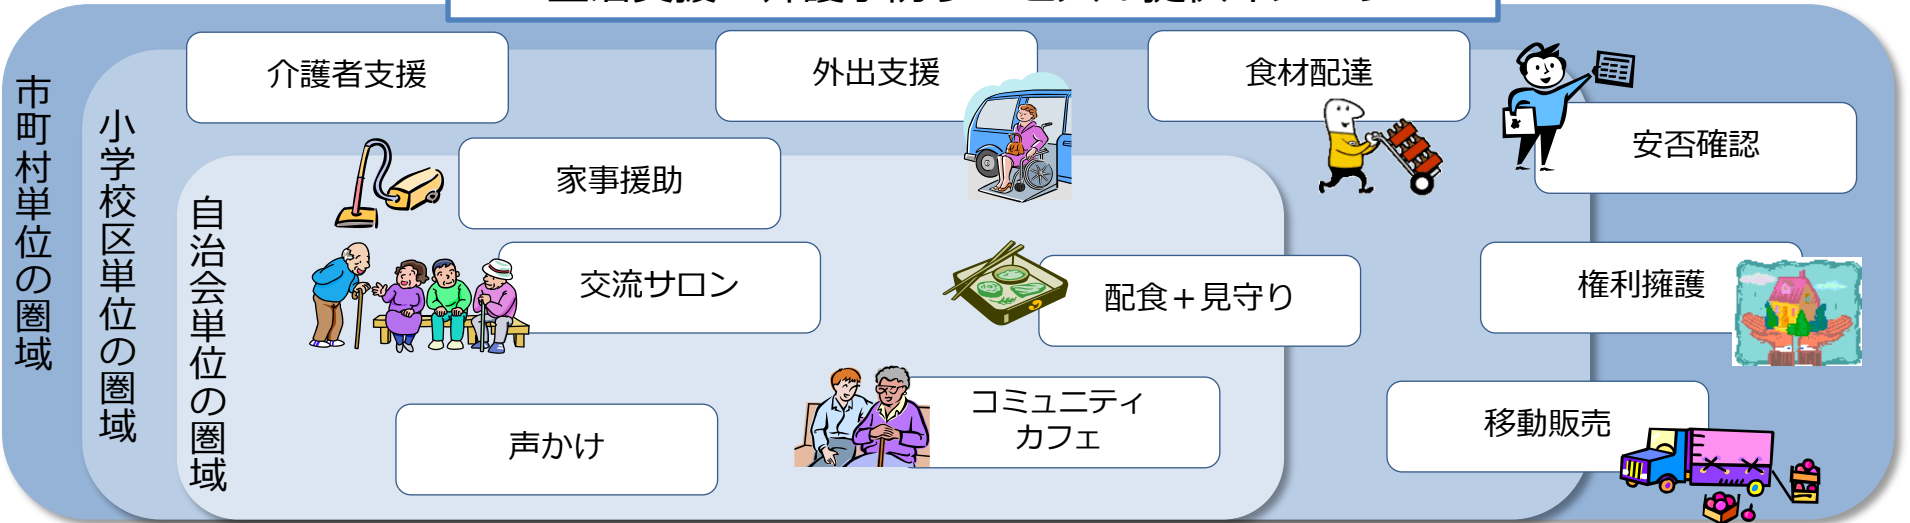 市町村単位の圏域
小学校区単位の圏域
自治会単位の圏域
介護者支援
外出支援
食材配達
安否確認
家事援助
交流サロン
配食+見守り
権利擁護
声かけ
コミュニティ
カフェ
移動販売